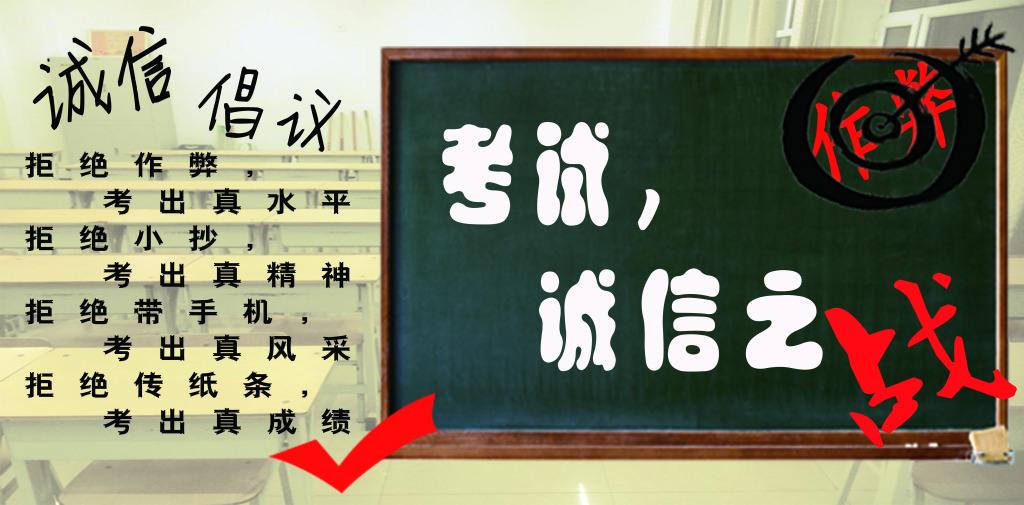 诚信倡议
拒绝作弊，
考出真水平
拒绝小抄，
考出真精神
拒绝带手机，
考出真风采
拒绝传纸条，
考出真成绩
考试，
诚信之战
作弊